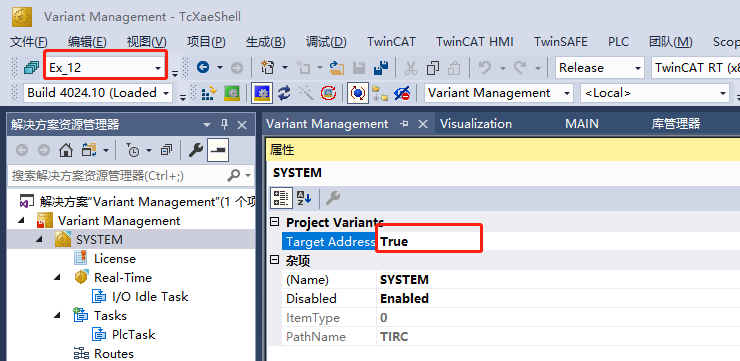 Variant Management - TcXaeShell
文件(F) 编辑(E) 视图(V) 项目(P) 生成(B) 调试(D) TwinCAT TwinCAT HMI TwinSAFE PLC 团队(M) Scop
Ex_12 Release TwinCAT RT (x8
Build 4024.10 (Loaded Variant Management <Local>
解决方案资源管理器
搜索解决方案资源管理器(Ctrl+;)
解决方案"Variant Management"(1 个项
Variant Management
SYSTEM
License
Real-Time
I/O Idle Task
Tasks
PlcTask
Routes
Variant Management Visualization MAIN 库管理器
属性
SYSTEM
Project Variants
Target Address True
杂项
(Name) SYSTEM
Disabled Enabled
ItemType 0
PathName TIRC